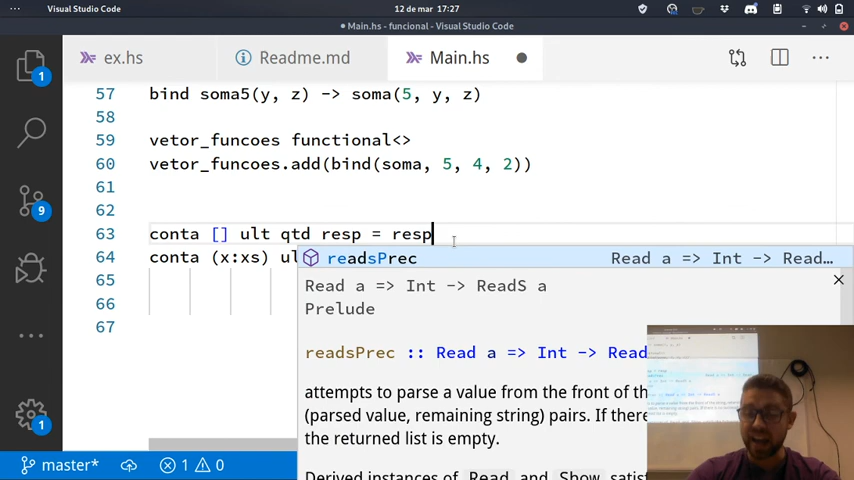 12 de mar 17:27
Main.hs - funcional - Visual Studio Code
Visual Studio Code
ex.hs
Readme.md
Main.hs
57 bind soma5(y, z) -> soma(5, y, z)
58
59 vetor_funcoes functional<>
60 vetor_funcoes.add(bind(soma, 5, 4, 2))
61
62
63 conta [] ult qtd resp = resp
64 conta (x:xs) ul
65
66
67
readsPrec Read a => Int -> Read…
Read a => Int -> ReadS a
Prelude
readsPrec :: Read a => Int -> Read
attempts to parse a value from the front of th
(parsed value, remaining string) pairs. If there
the returned list is empty.
Derived instances of Read and Show satisf
1
9
1
master*
1 0